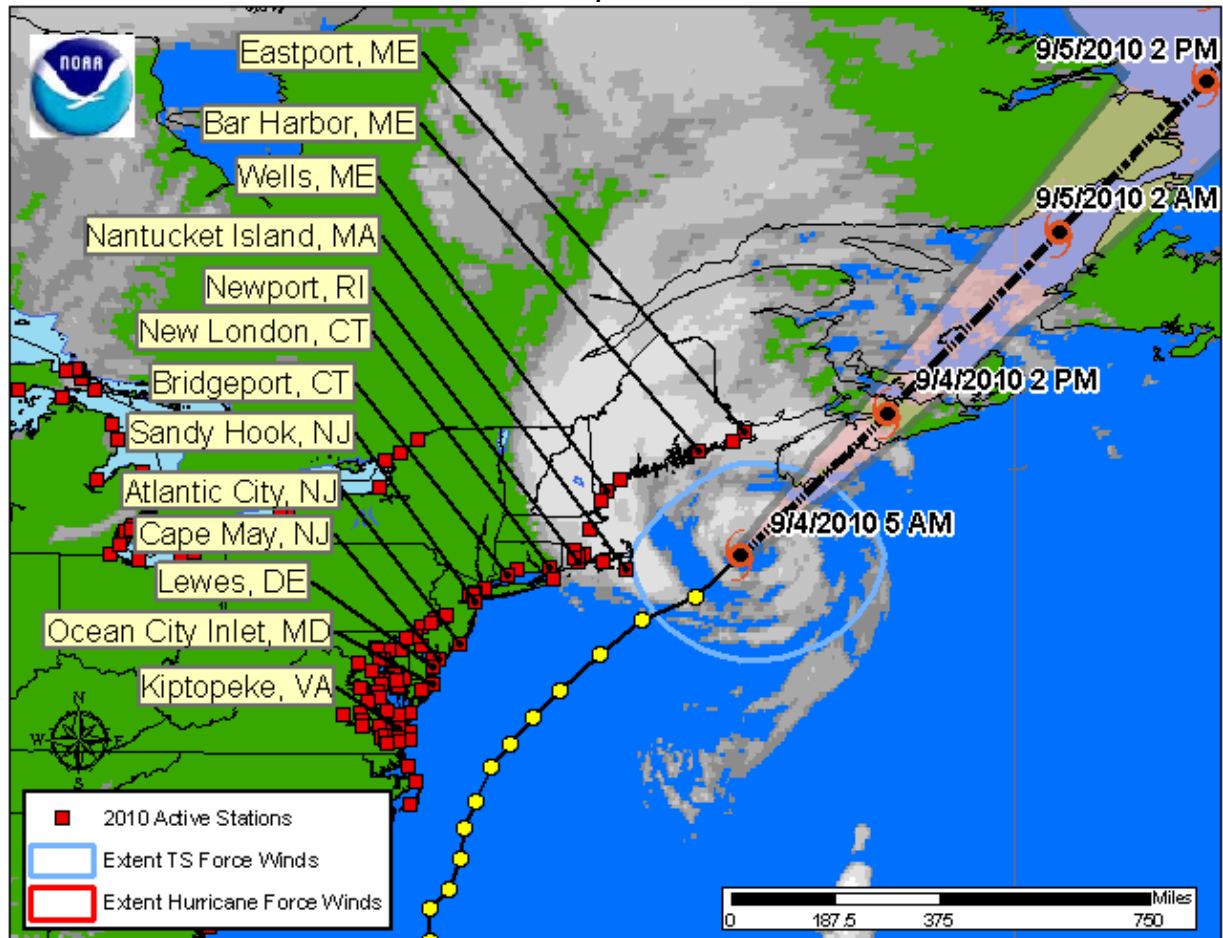 NOAA
Eastport, ME
Bar Harbor, ME
Wells, ME
Nantucket Island, MA
Newport, RI
New London, CT
Bridgeport, CT
Sandy Hook, NJ
Atlantic City, NJ
Cape May, NJ
Lewes, DE
Ocean City Inlet, MD
Kiptopeke, VA
9/5/2010 2 PM
9/5/2010 2 AM
9/4/2010 2 PM
9/4/2010 5 AM
N
W E
S
2010 Active Stations
Extent TS Force Winds
Extent Hurricane Force Winds
Miles
0 187.5 375 750